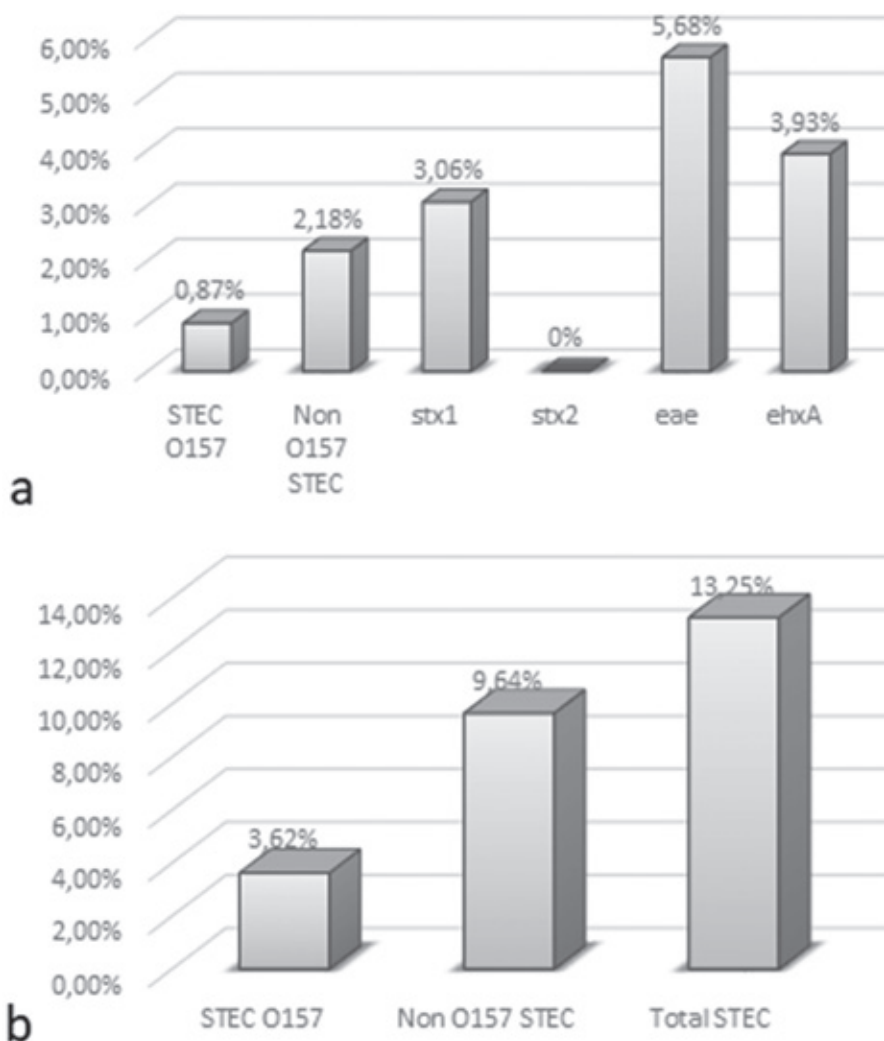 6,00%
5,00%
4,00%
3,00%
2,00%
1,00%
0,00%
0,87%
2,18%
3,06%
0%
5,68%
3,93%
STEC
O157
Non
O157
STEC
stx1
stx2
eae
ehxA
a
14,00%
12,00%
10,00%
8,00%
6,00%
4,00%
2,00%
0,00%
3,62%
9,64%
13,25%
STEC O157
Non O157 STEC
Total STEC
b